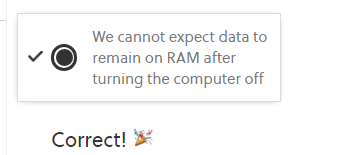 We cannot expect data to
remain on RAM after
turning the computer off
Correct! 🎉